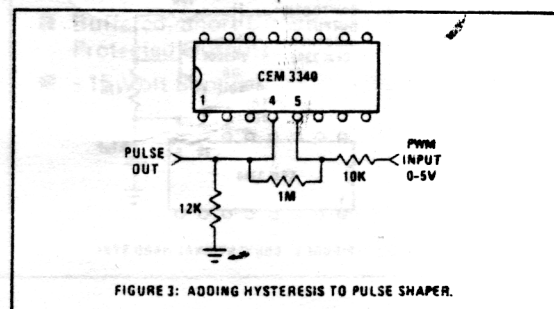 CEM 3340
1 4 5
PULSE
OUT
PWM
INPUT
0-5V
10K
1M
12K
FIGURE 3: ADDING HYSTERESIS TO PULSE SHAPER.